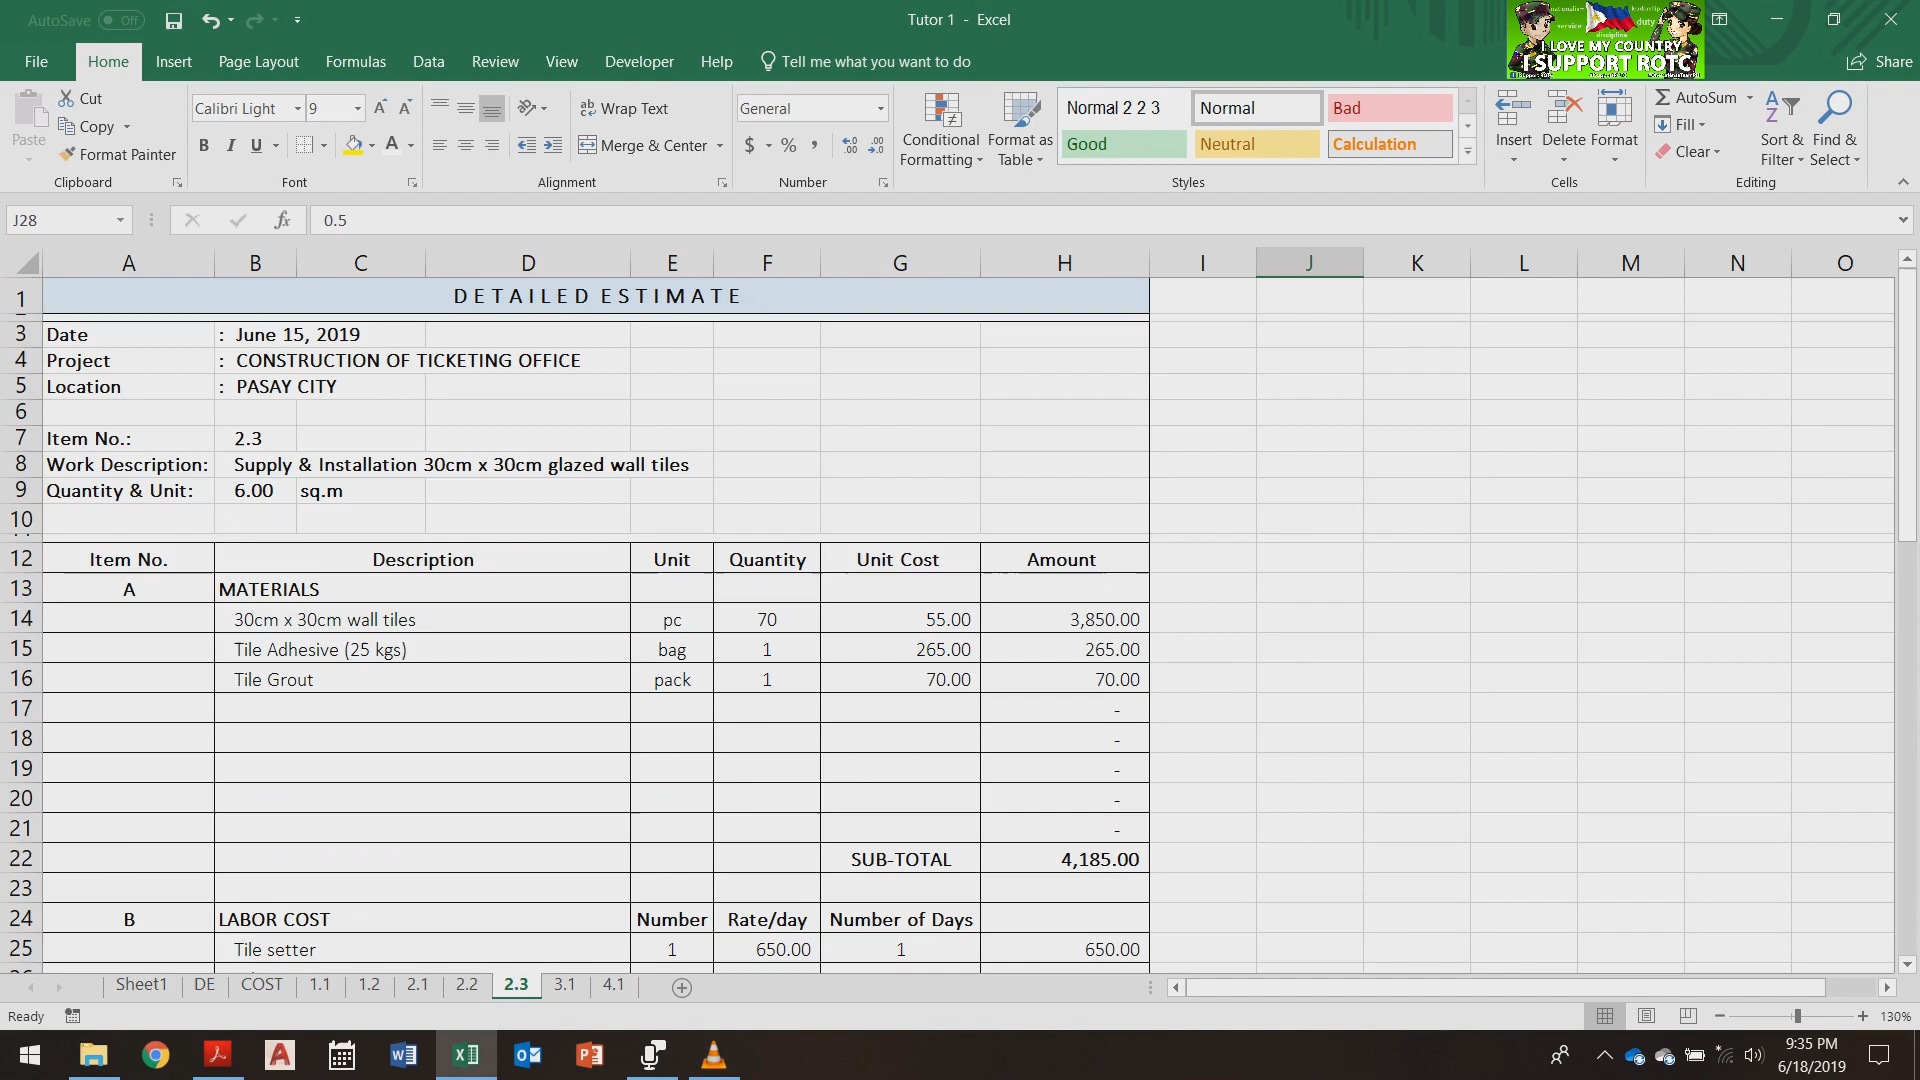 AutoSave Off
Tutor 1 - Excel
I LOVE MY COUNTRY
I SUPPORT ROTC
File Home Insert Page Layout Formulas Data Review View Developer Help Tell me what you want to do Share
Paste
Cut
Copy
Format Painter
Clipboard
Calibri Light 9
B I U
Font
Wrap Text
Merge & Center
Alignment
General
$ % ,
Number
Conditional Formatting
Format as Table
Normal 2 2 3 Normal Bad
Good Neutral Calculation
Styles
Insert Delete Format
Cells
AutoSum
Fill
Clear
Sort & Filter
Find & Select
Editing
J28 fx 0.5
A B C D E F G H I J K L M N O
1 DETAILED ESTIMATE
3 Date : June 15, 2019
4 Project : CONSTRUCTION OF TICKETING OFFICE
5 Location : PASAY CITY
6
7 Item No.: 2.3
8 Work Description: Supply & Installation 30cm x 30cm glazed wall tiles
9 Quantity & Unit: 6.00 sq.m
10
12 Item No. Description Unit Quantity Unit Cost Amount
13 A MATERIALS
14 30cm x 30cm wall tiles pc 70 55.00 3,850.00
15 Tile Adhesive (25 kgs) bag 1 265.00 265.00
16 Tile Grout pack 1 70.00 70.00
17 -
18 -
19 -
20 -
21 -
22 SUB-TOTAL 4,185.00
23
24 B LABOR COST Number Rate/day Number of Days
25 Tile setter 1 650.00 1 650.00
Sheet1 DE COST 1.1 1.2 2.1 2.2 2.3 3.1 4.1
Ready 130%
9:35 PM
6/18/2019